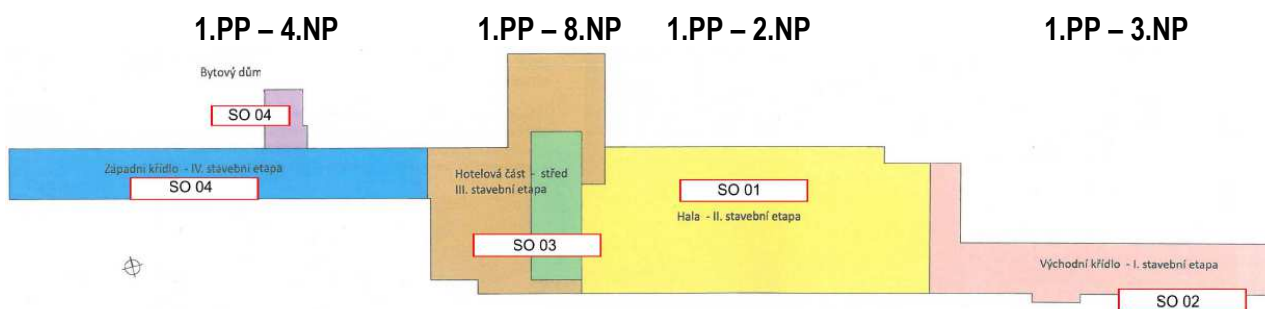 1.PP – 4.NP
1.PP – 8.NP
1.PP – 2.NP
1.PP – 3.NP
Bytový dům
SO 04
Západní křídlo - IV. stavební etapa
SO 04
Hotelová část - střed
III. stavební etapa
SO 03
SO 01
Hala - II. stavební etapa
Východní křídlo - I. stavební etapa
SO 02